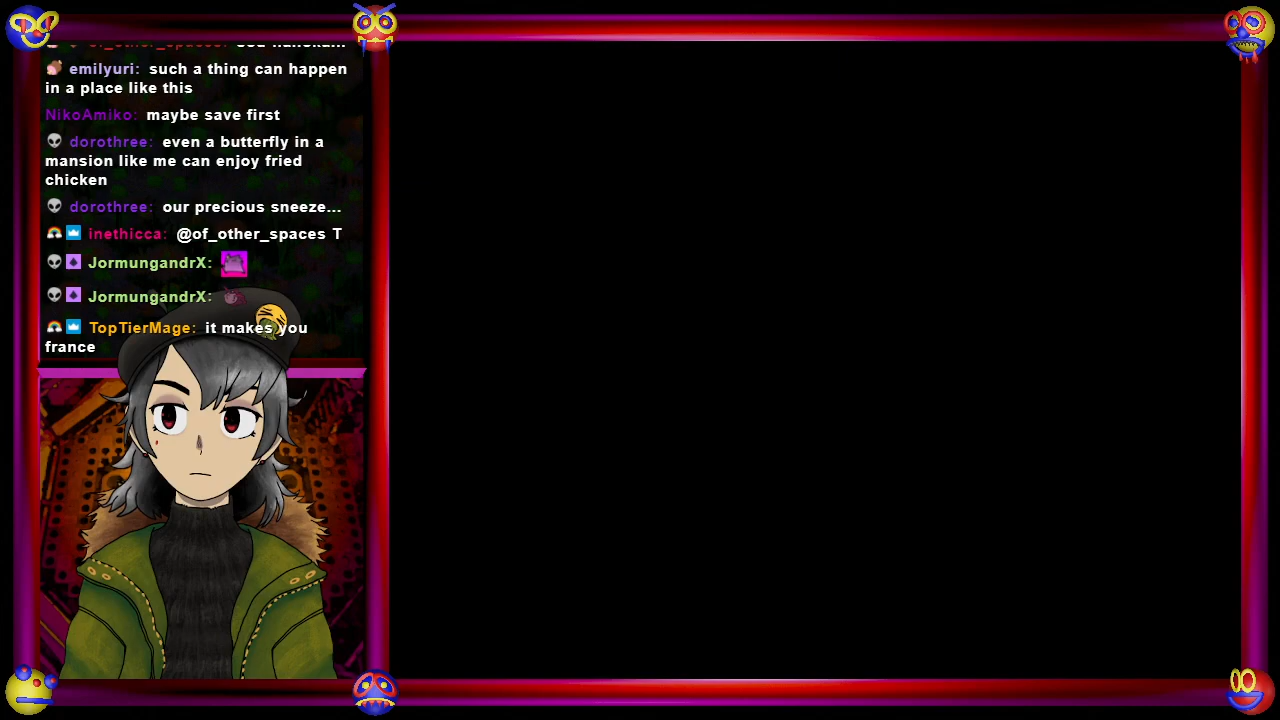 emilyuri: such a thing can happen
in a place like this
NikoAmiko: maybe save first
dorothree: even a butterfly in a
mansion like me can enjoy fried
chicken
dorothree: our precious sneeze...
inethicca: @of_other_spaces T
JormungandrX:
JormungandrX:
TopTierMage: it makes you
france